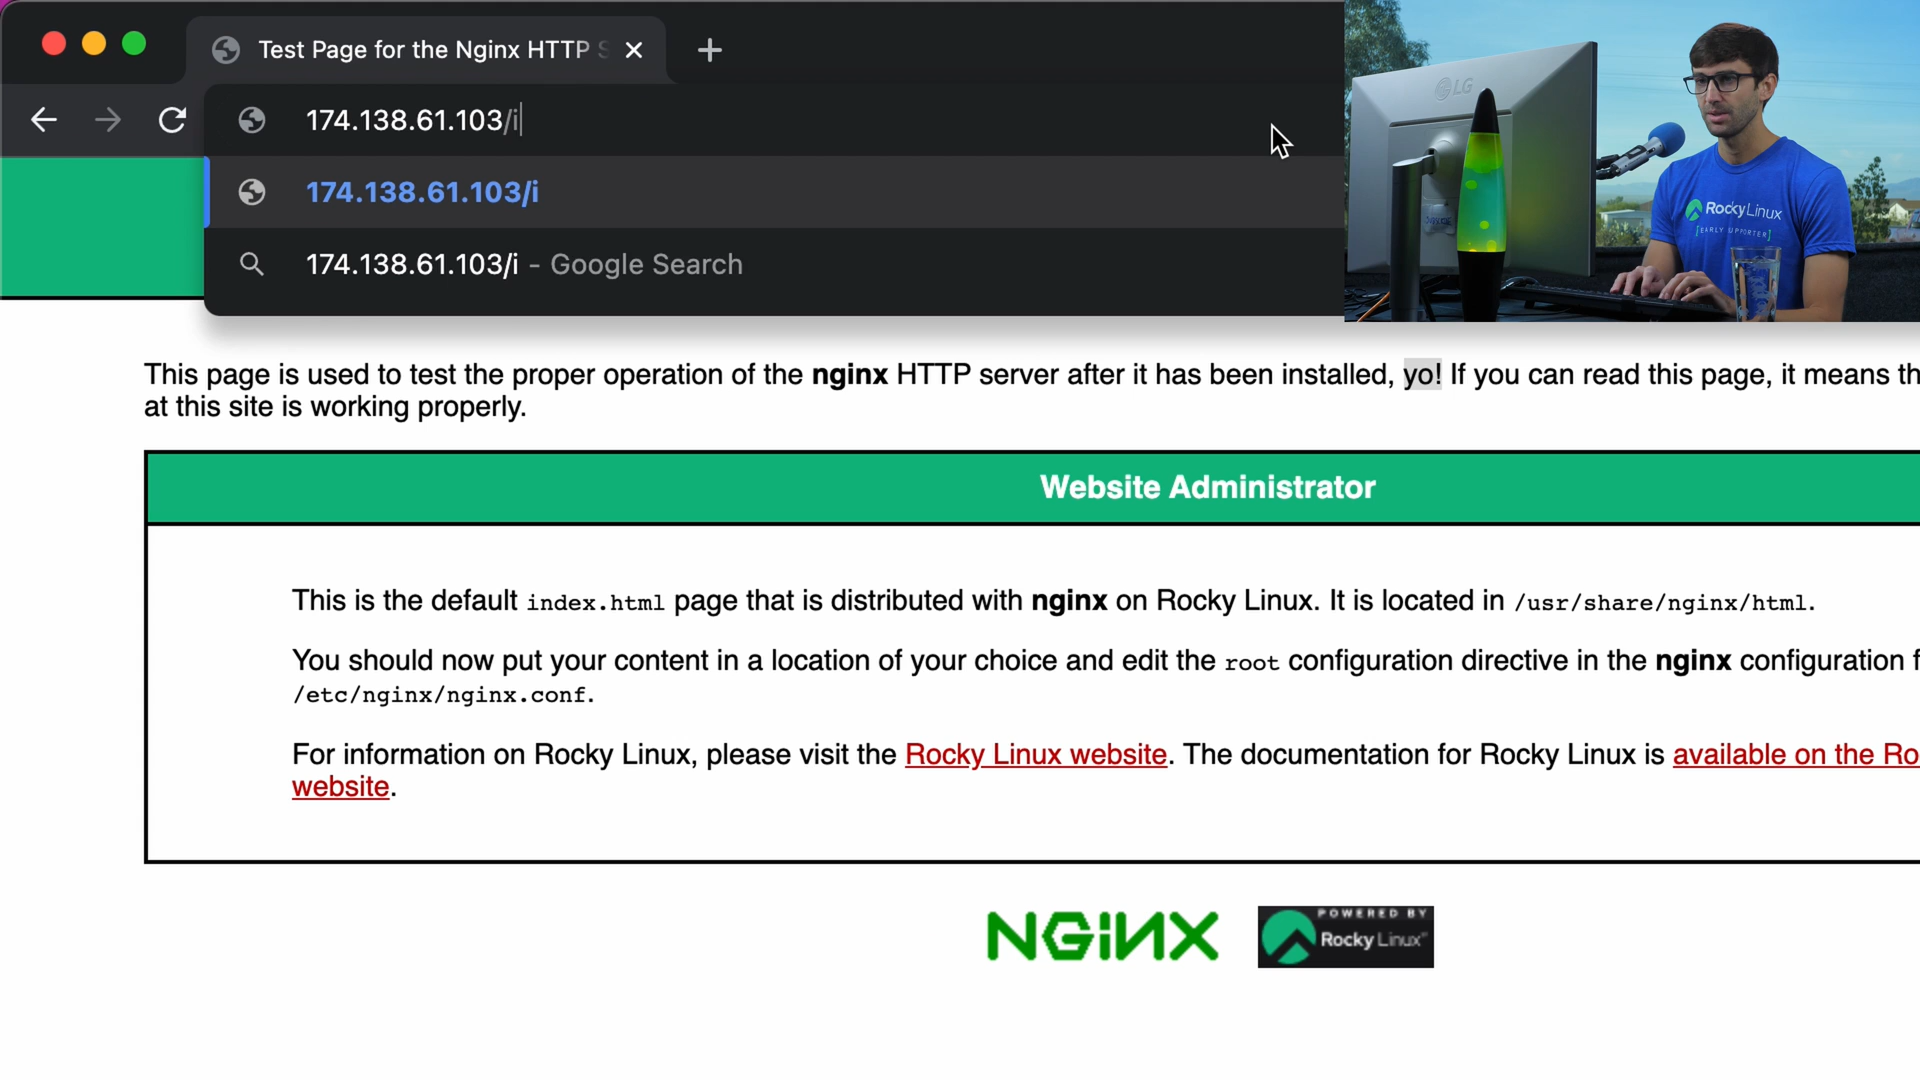 Test Page for the Nginx HTTP S
174.138.61.103/i
174.138.61.103/i
174.138.61.103/i - Google Search
LG
Rocky Linux
[EARLY SUPPORTER]
This page is used to test the proper operation of the nginx HTTP server after it has been installed, yo! If you can read this page, it means th
at this site is working properly.
Website Administrator
This is the default index.html page that is distributed with nginx on Rocky Linux. It is located in /usr/share/nginx/html.
You should now put your content in a location of your choice and edit the root configuration directive in the nginx configuration f
/etc/nginx/nginx.conf.
For information on Rocky Linux, please visit the Rocky Linux website. The documentation for Rocky Linux is available on the Ro
website.
NGINX
POWERED BY
Rocky Linux™